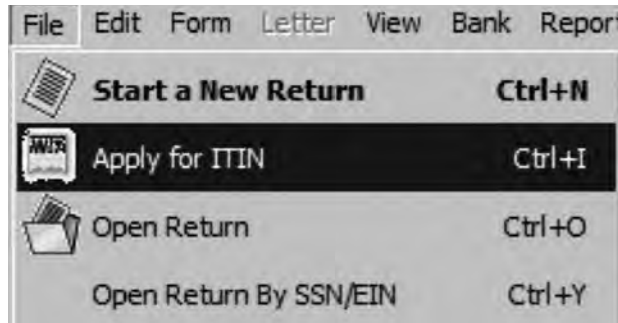 File Edit Form Letter View Bank Report
Start a New Return Ctrl+N
Apply for ITIN Ctrl+I
Open Return Ctrl+O
Open Return By SSN/EIN Ctrl+Y